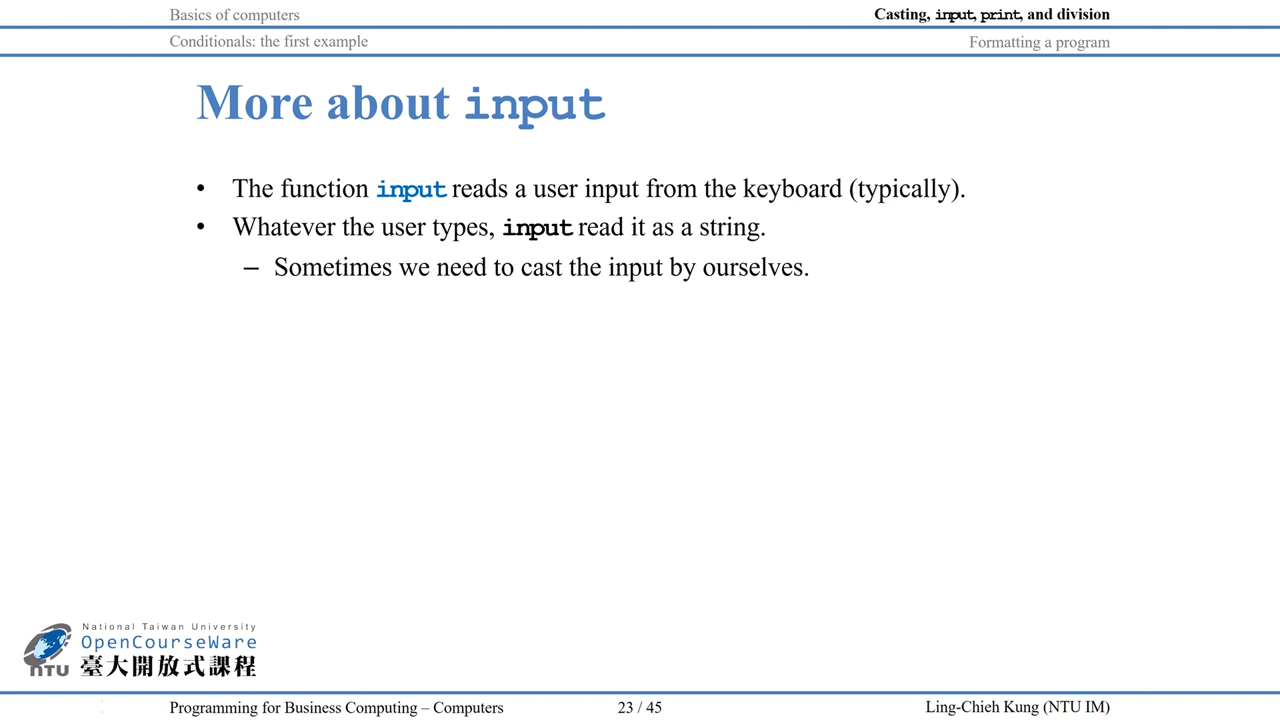 Basics of computers
Casting, input, print, and division
Conditionals: the first example
Formatting a program
More about input
• The function input reads a user input from the keyboard (typically).
• Whatever the user types, input read it as a string.
– Sometimes we need to cast the input by ourselves.
National Taiwan University
OpenCourseWare
臺大開放式課程
NTU
Programming for Business Computing – Computers
23 / 45
Ling-Chieh Kung (NTU IM)